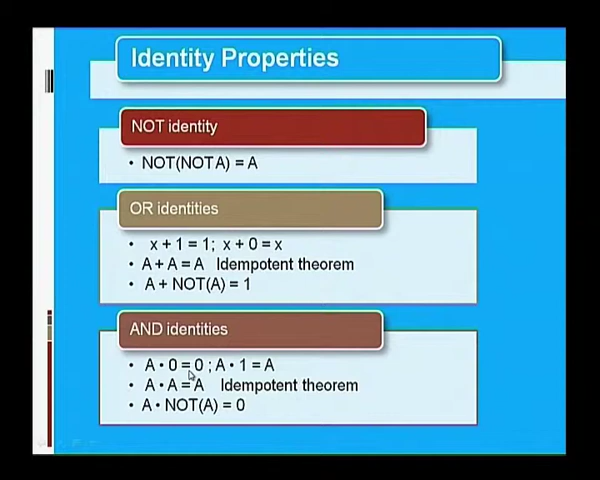 Identity Properties
NOT identity
• NOT(NOT A) = A
OR identities
• x + 1 = 1; x + 0 = x
• A + A = A Idempotent theorem
• A + NOT(A) = 1
AND identities
• A • 0 = 0 ; A • 1 = A
• A • A = A Idempotent theorem
• A • NOT(A) = 0